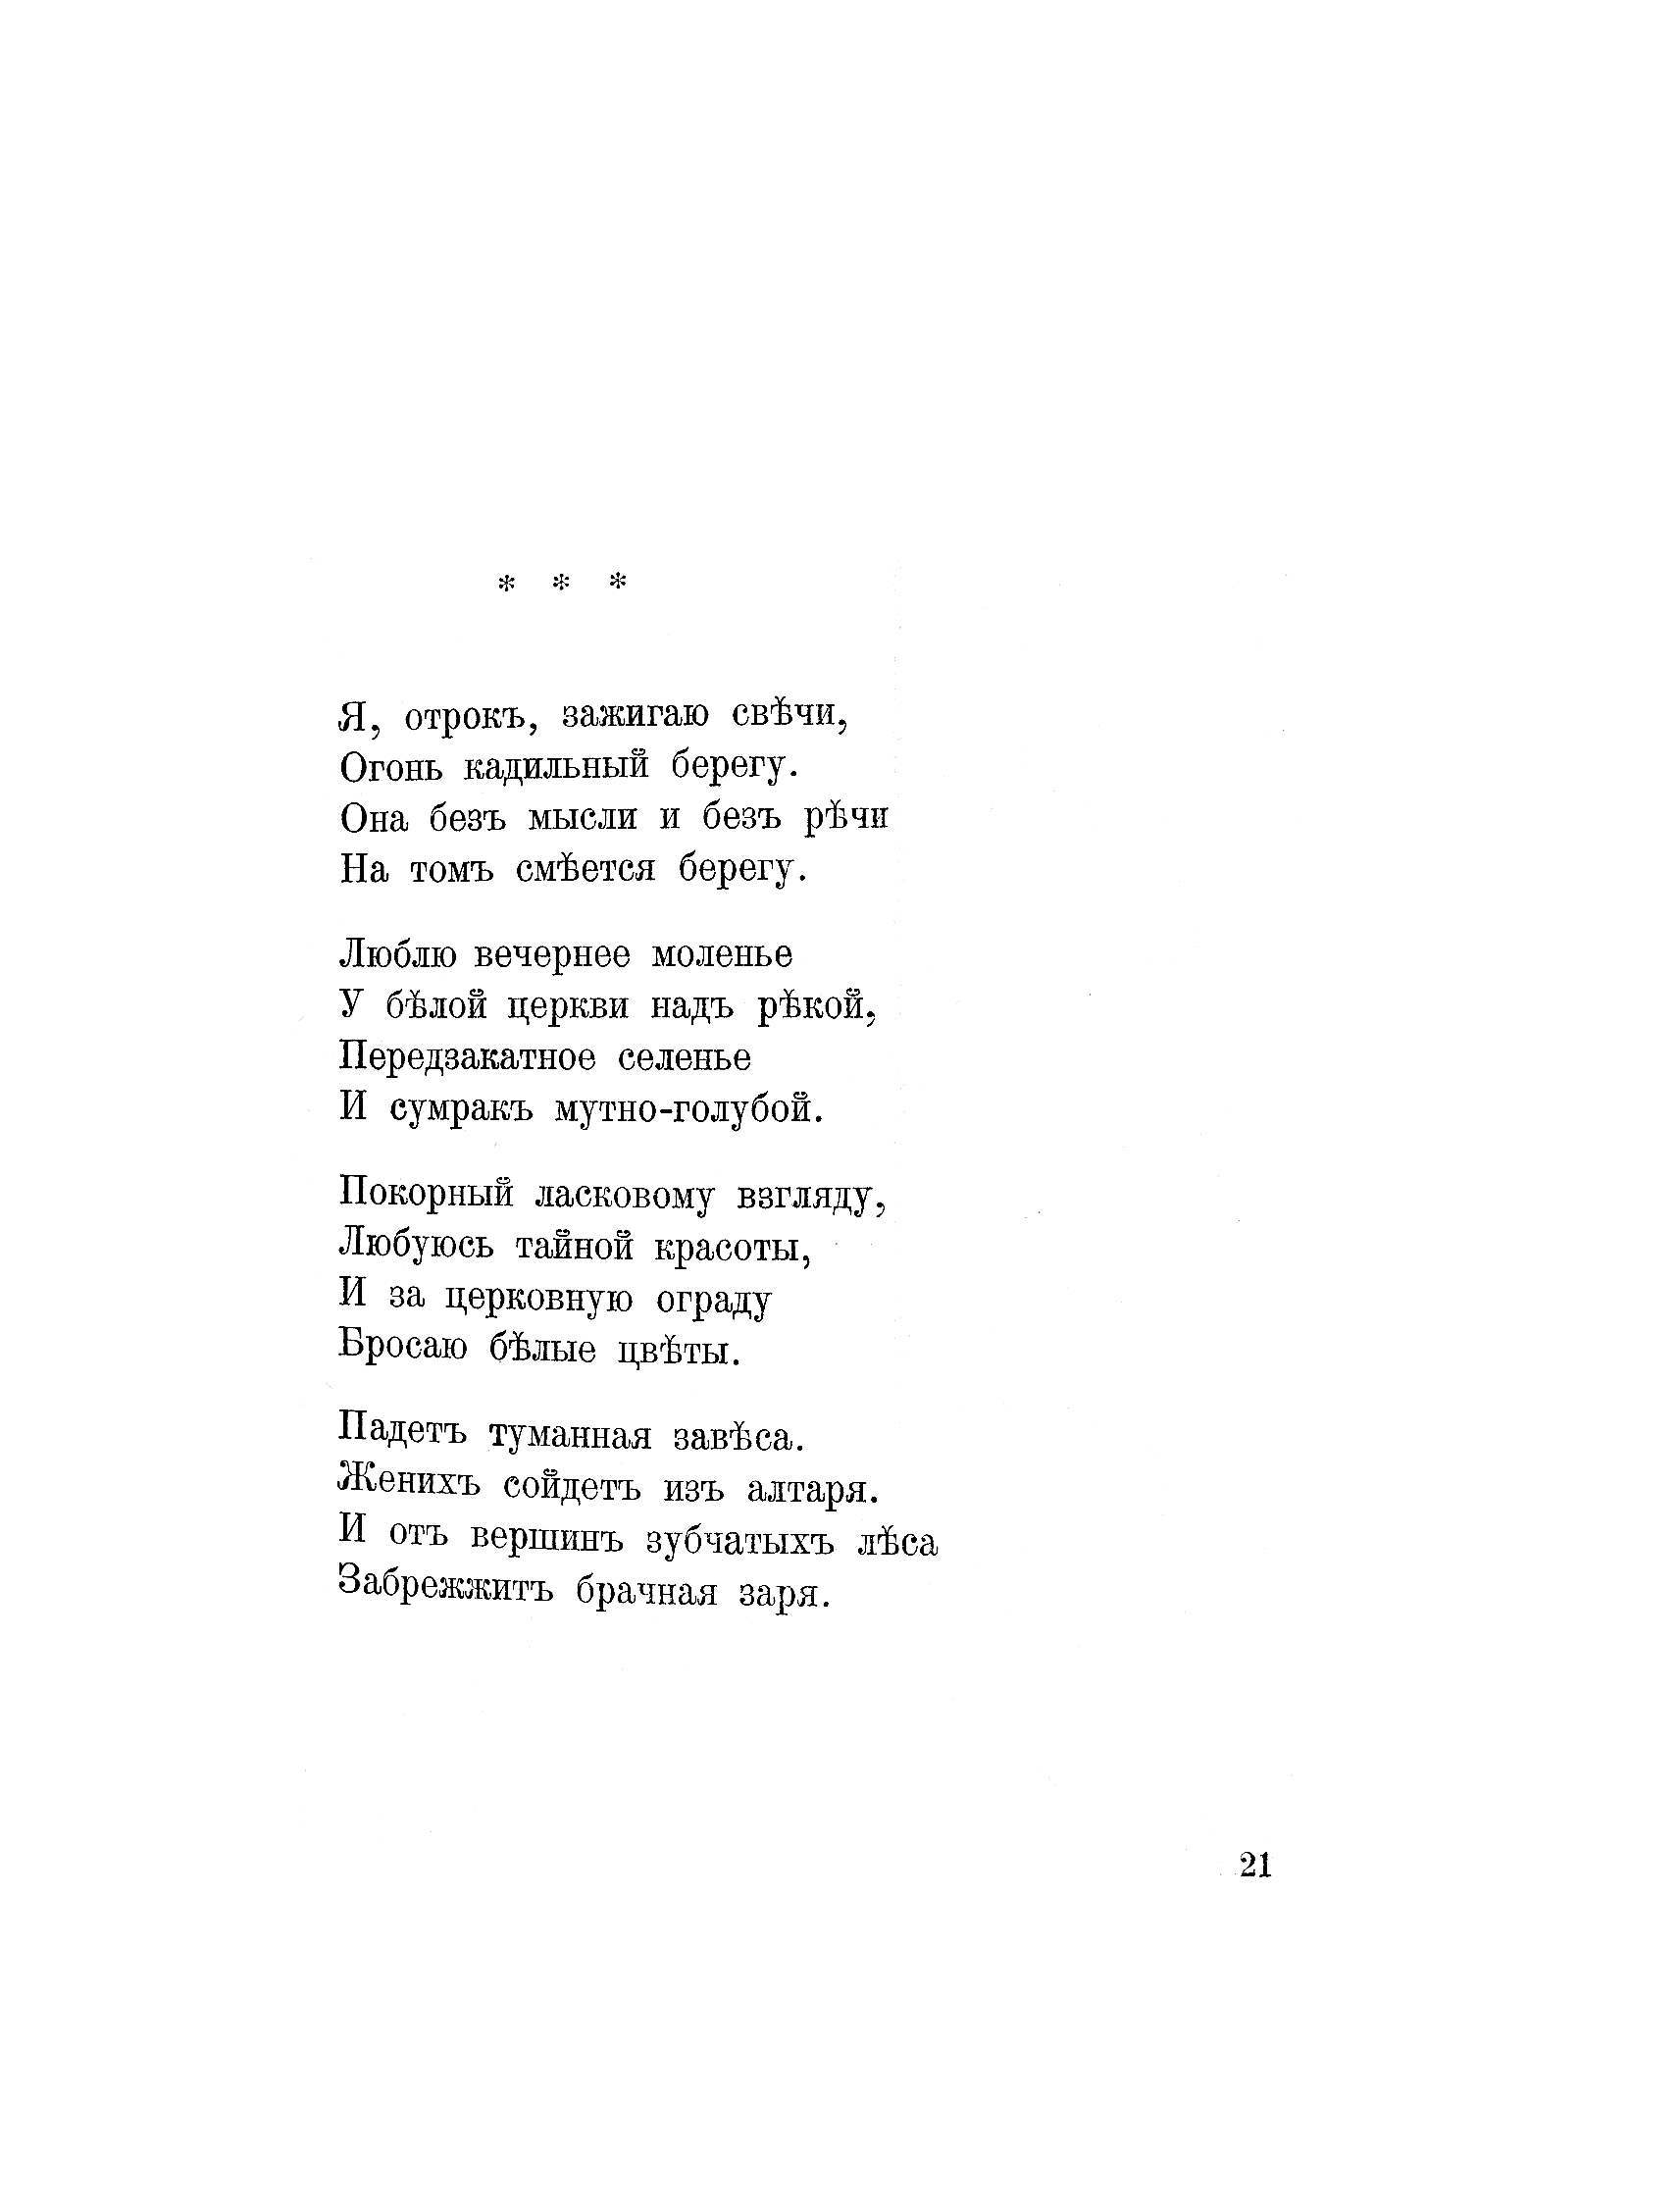 * * *
Я, отрокъ, зажигаю свѣчи,
Огонь кадильный берегу.
Она безъ мысли и безъ рѣчи
На томъ смѣется берегу.
Люблю вечернее моленье
У бѣлой церкви надъ рѣкой,
Передзакатное селенье
И сумракъ мутно-голубой.
Покорный ласковому взгляду,
Любуюсь тайной красоты,
И за церковную ограду
Бросаю бѣлые цвѣты.
Падетъ туманная завѣса.
Женихъ сойдетъ изъ алтаря.
И отъ вершинъ зубчатыхъ лѣса
Забрежжитъ брачная заря.
21